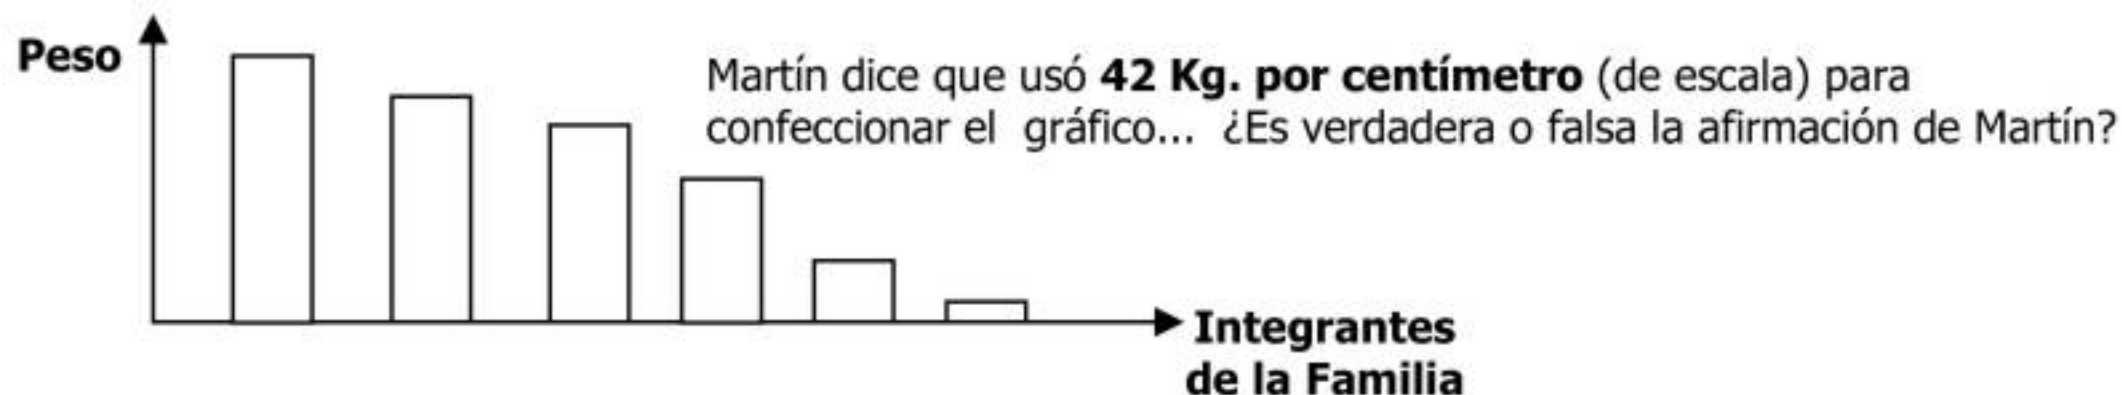 Peso
Martín dice que usó 42 Kg. por centímetro (de escala) para
confeccionar el gráfico... ¿Es verdadera o falsa la afirmación de Martín?
Integrantes
de la Familia